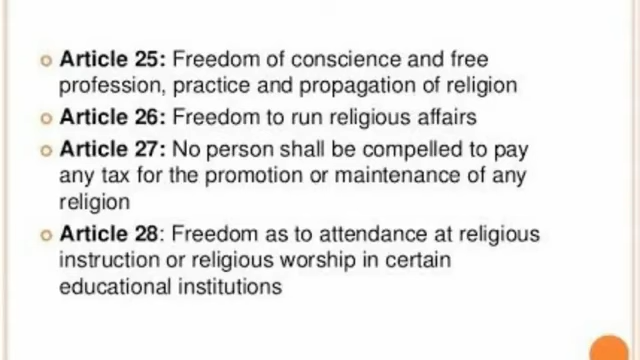 Article 25: Freedom of conscience and free
profession, practice and propagation of religion
Article 26: Freedom to run religious affairs
Article 27: No person shall be compelled to pay
any tax for the promotion or maintenance of any
religion
Article 28: Freedom as to attendance at religious
instruction or religious worship in certain
educational institutions